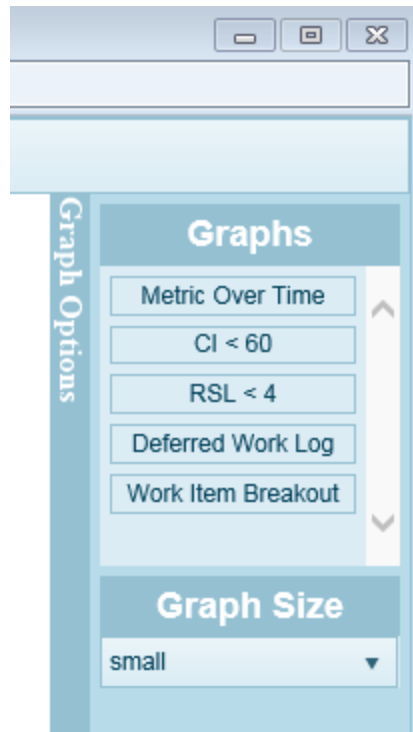 Graph Options
Graphs
Metric Over Time
CI < 60
RSL < 4
Deferred Work Log
Work Item Breakout
Graph Size
small